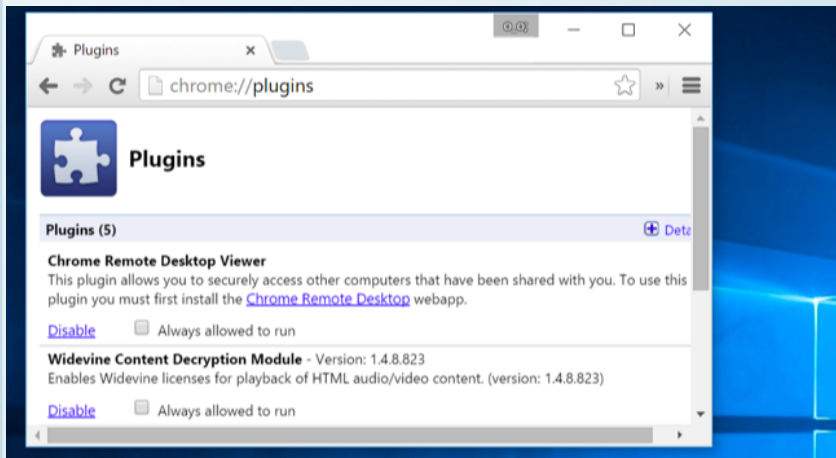 Plugins
chrome://plugins
Plugins
Plugins (5)
Deta
Chrome Remote Desktop Viewer
This plugin allows you to securely access other computers that have been shared with you. To use this
plugin you must first install the Chrome Remote Desktop webapp.
Disable Always allowed to run
Widevine Content Decryption Module - Version: 1.4.8.823
Enables Widevine licenses for playback of HTML audio/video content. (version: 1.4.8.823)
Disable Always allowed to run